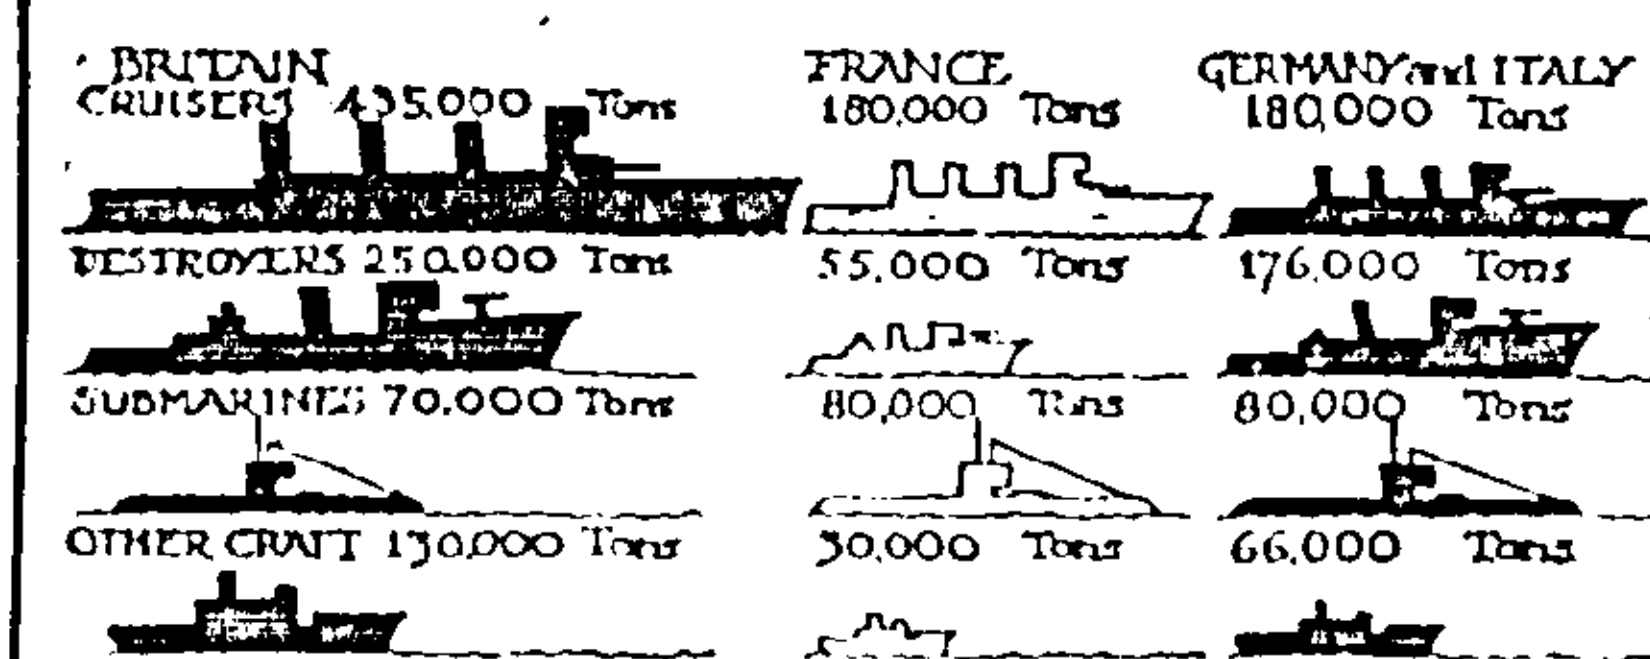 BRITAIN FRANCE GERMANY and ITALY
CRUISERS 435,000 Tons 180,000 Tons 180,000 Tons
DESTROYERS 250,000 Tons 55,000 Tons 176,000 Tons
SUBMARINES 70,000 Tons 80,000 Tons 80,000 Tons
OTHER CRAFT 130,000 Tons 30,000 Tons 66,000 Tons